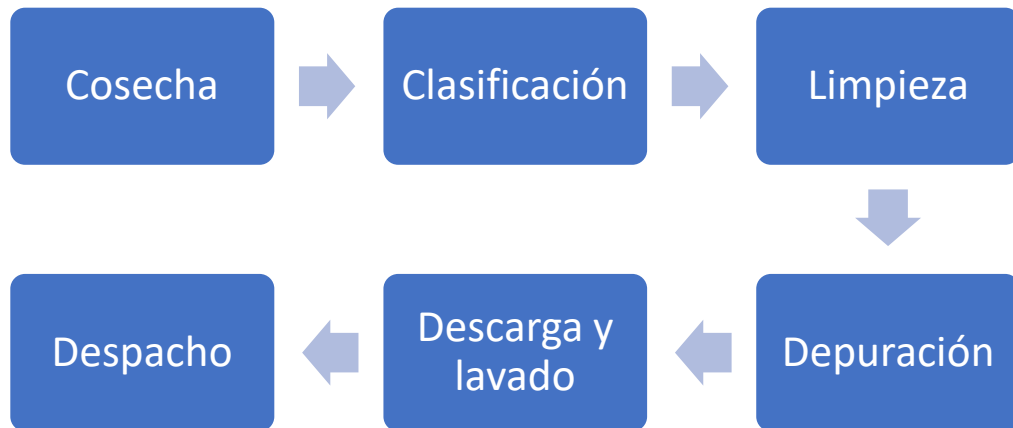 Cosecha
Clasificación
Limpieza
Depuración
Descarga y
lavado
Despacho